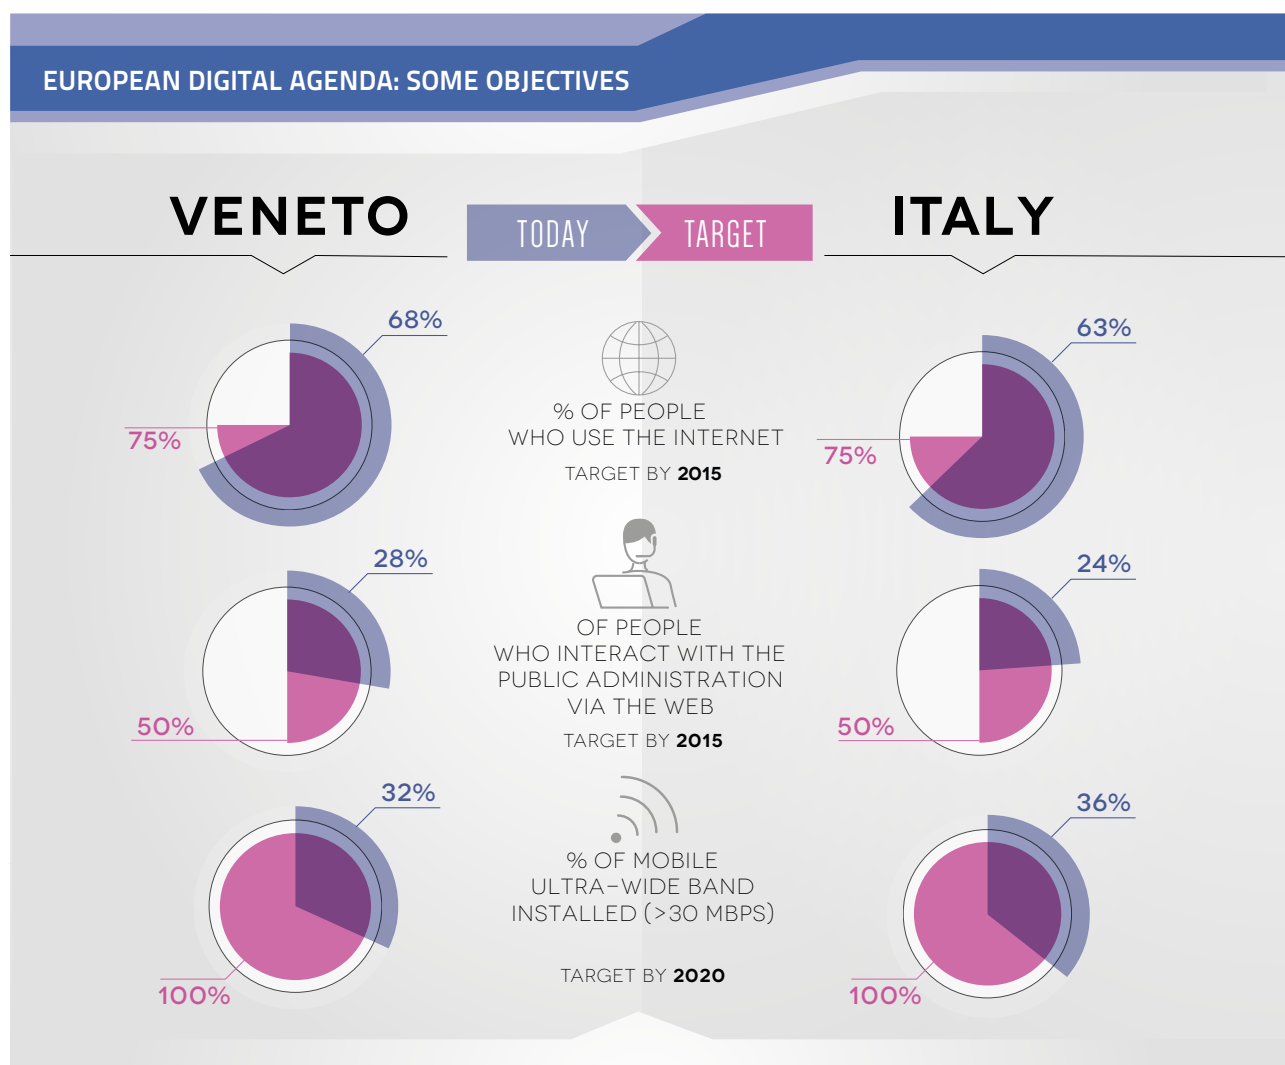 EUROPEAN DIGITAL AGENDA: SOME OBJECTIVES
VENETO
TODAY
TARGET
ITALY
68%
75%
% OF PEOPLE
WHO USE THE INTERNET
TARGET BY 2015
63%
75%
28%
50%
OF PEOPLE
WHO INTERACT WITH THE
PUBLIC ADMINISTRATION
VIA THE WEB
TARGET BY 2015
24%
50%
32%
100%
% OF MOBILE
ULTRA-WIDE BAND
INSTALLED (>30 MBPS)
TARGET BY 2020
36%
100%